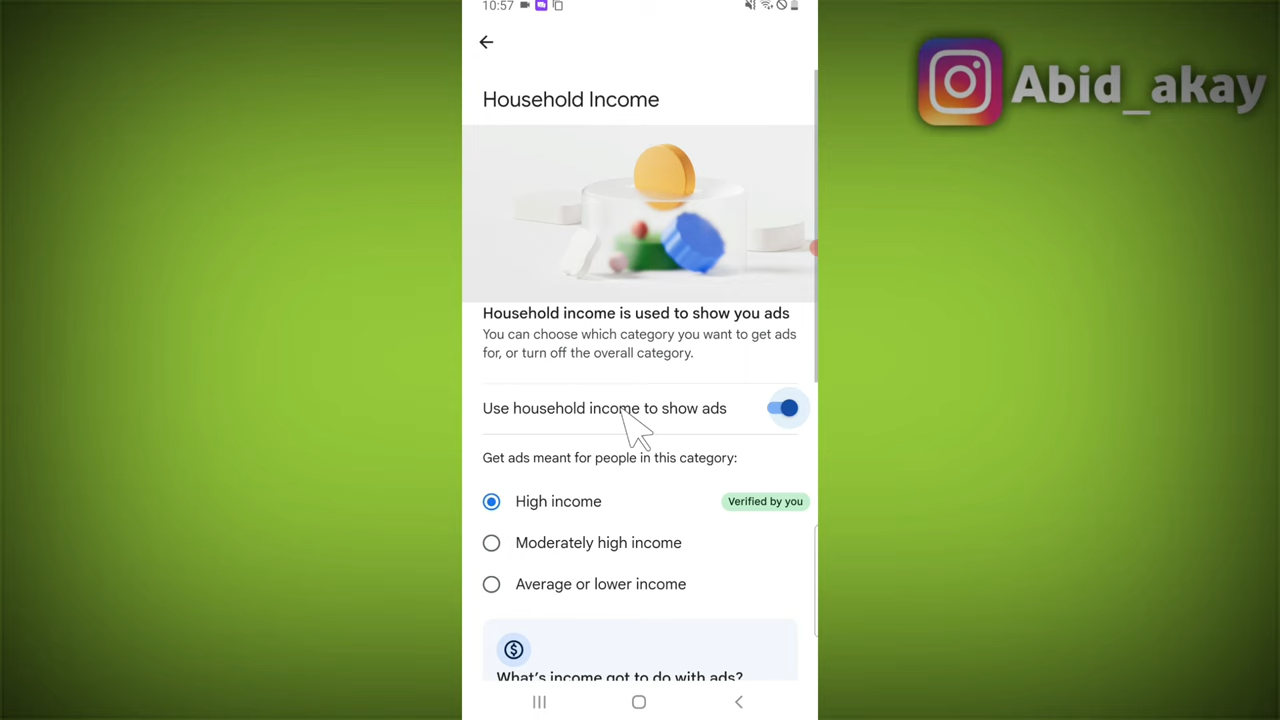 10:57
Abid_akay
Household Income
Household income is used to show you ads
You can choose which category you want to get ads
for, or turn off the overall category.
Use household income to show ads
Get ads meant for people in this category:
High income
Verified by you
Moderately high income
Average or lower income
What's income got to do with ads?